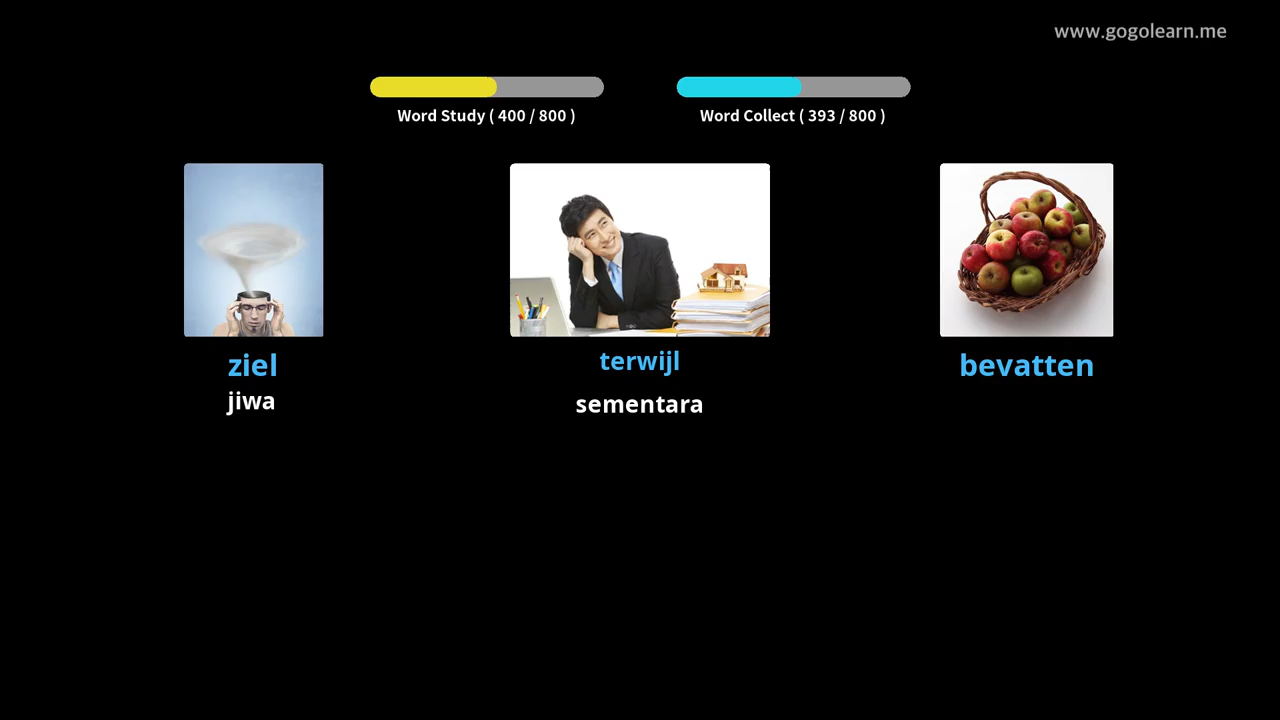 www.gogolearn.me
Word Study ( 400 / 800 )
Word Collect ( 393 / 800 )
ziel
jiwa
terwijl
sementara
bevatten